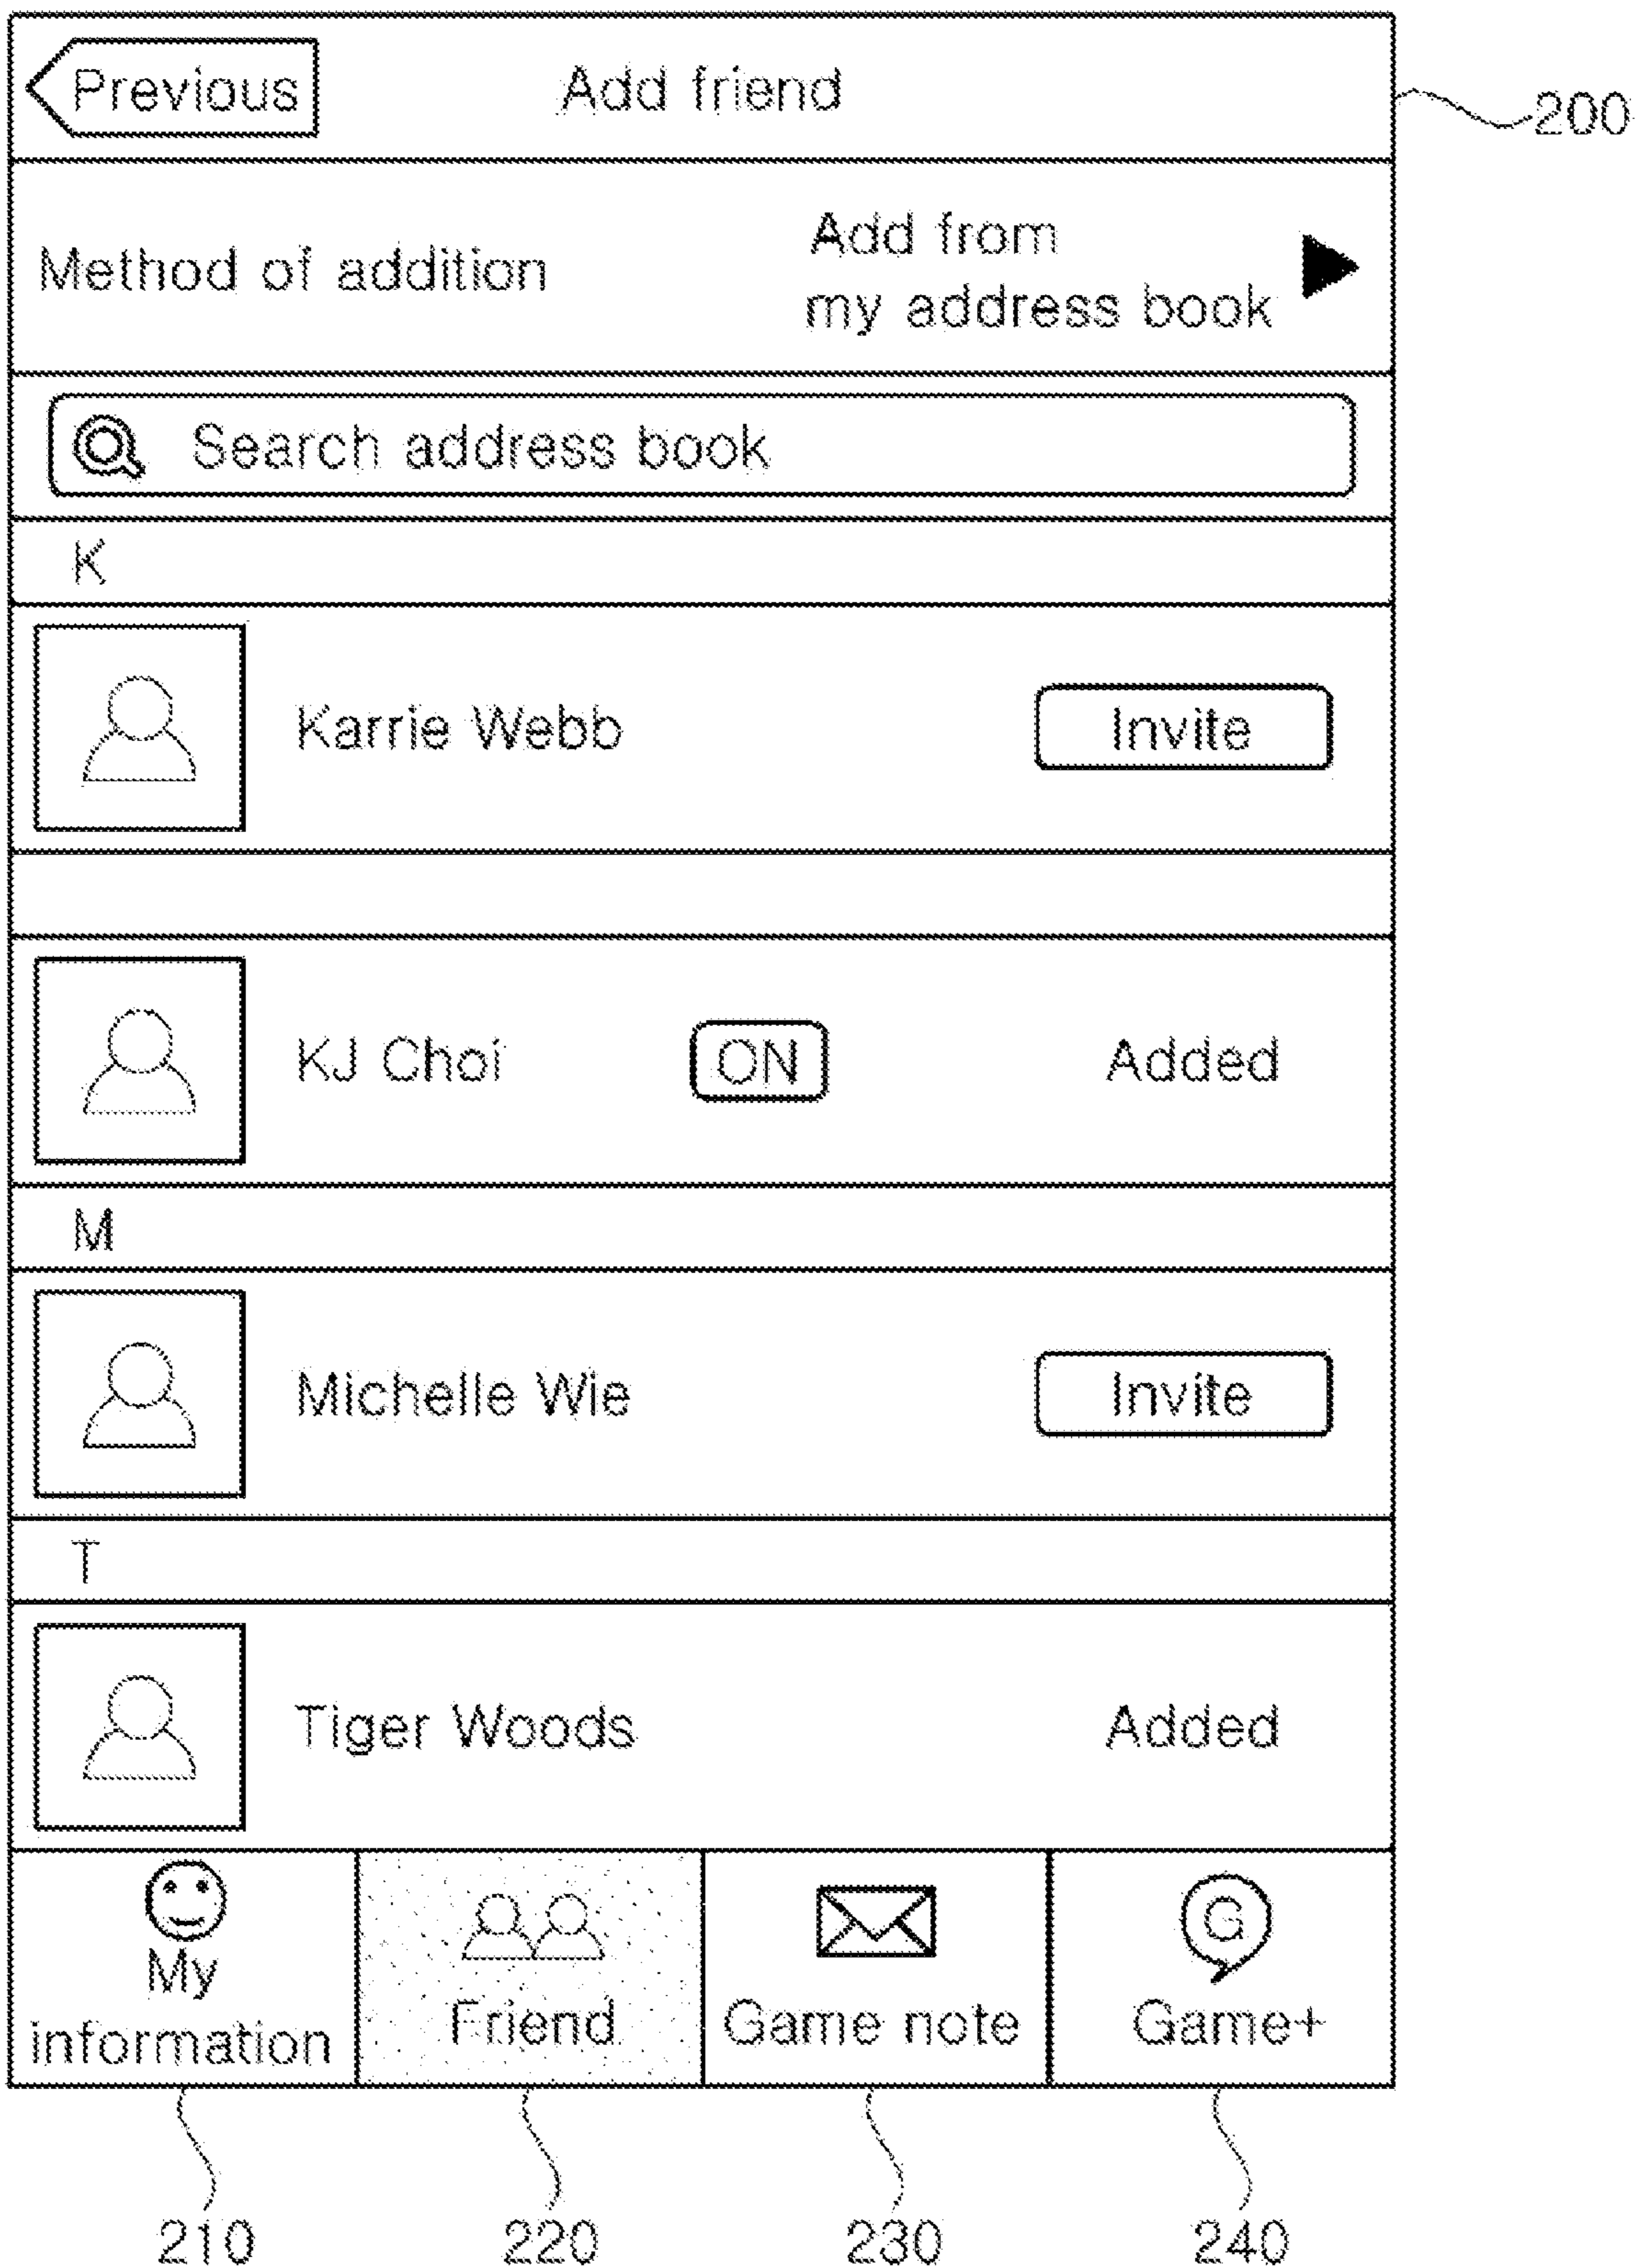 Previous
Add friend
200
Method of addition
Add from
my address book
Search address book
K
Karrie Webb
Invite
KJ Choi
ON
Added
M
Michelle Wie
Invite
T
Tiger Woods
Added
My
information
Friend
Game note
G
Game+
210
220
230
240